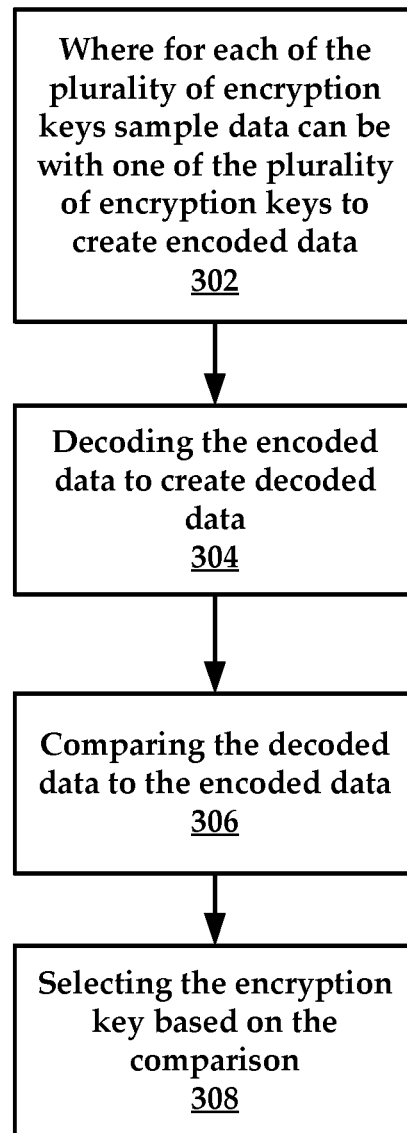 Where for each of the
plurality of encryption
keys sample data can be
with one of the plurality
of encryption keys to
create encoded data
302
Decoding the encoded
data to create decoded
data
304
Comparing the decoded
data to the encoded data
306
Selecting the encryption
key based on the
comparison
308